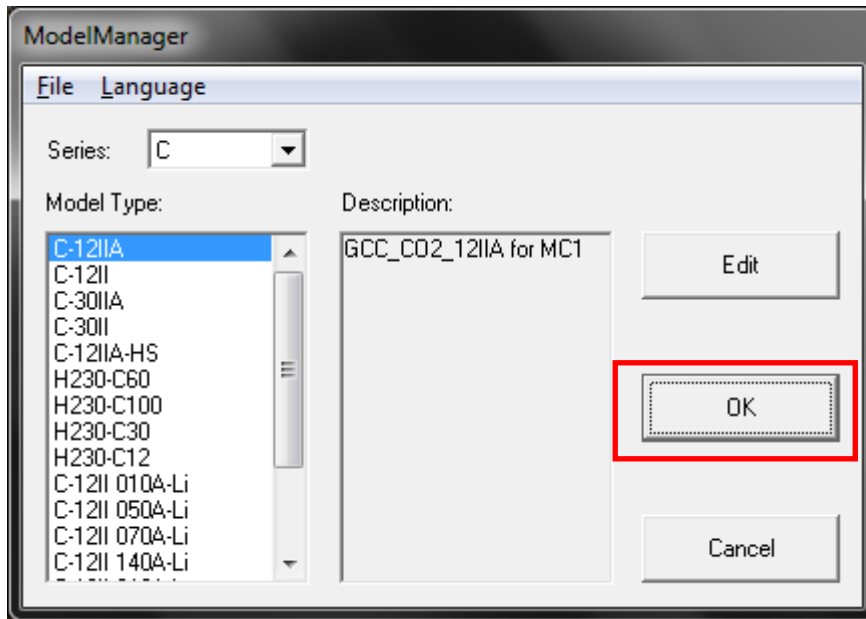 ModelManager
File Language
Series: C
Model Type:
Description:
C-12IIA
C-12II
C-30IIA
C-30II
C-12IIA-HS
H230-C60
H230-C100
H230-C30
H230-C12
C-12II 010A-Li
C-12II 050A-Li
C-12II 070A-Li
C-12II 140A-Li
GCC_CO2_12IIA for MC1
Edit
OK
Cancel